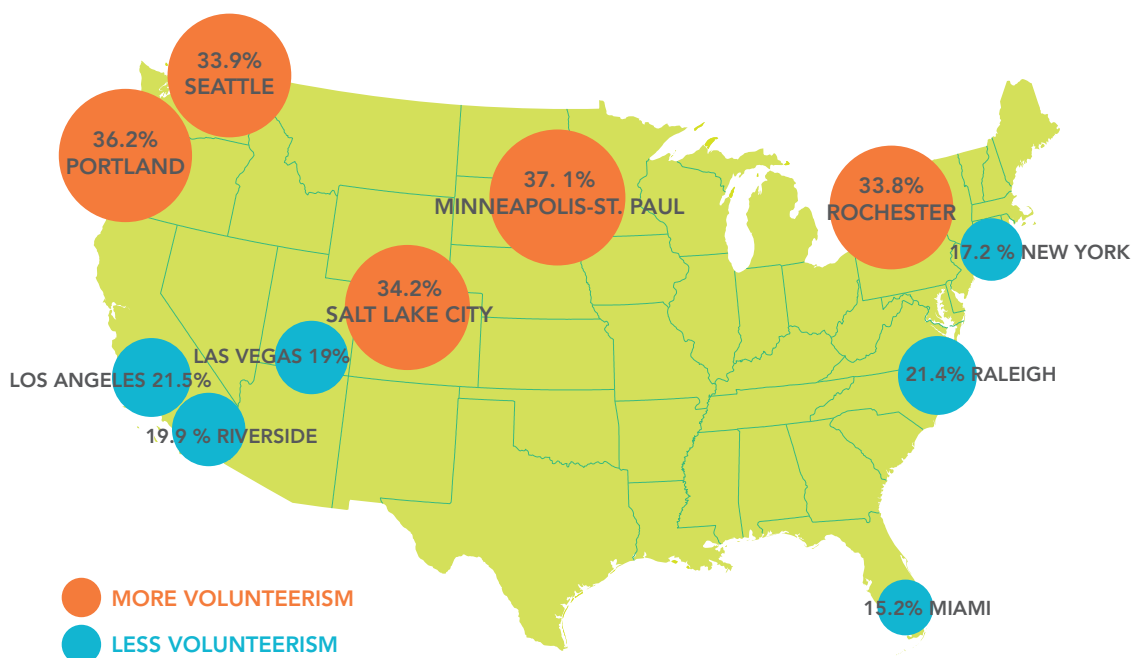 33.9%
SEATTLE
36.2%
PORTLAND
37. 1%
MINNEAPOLIS-ST. PAUL
33.8%
ROCHESTER
17.2 % NEW YORK
34.2%
SALT LAKE CITY
LAS VEGAS 19%
LOS ANGELES 21.5%
21.4% RALEIGH
19.9 % RIVERSIDE
15.2% MIAMI
MORE VOLUNTEERISM
LESS VOLUNTEERISM